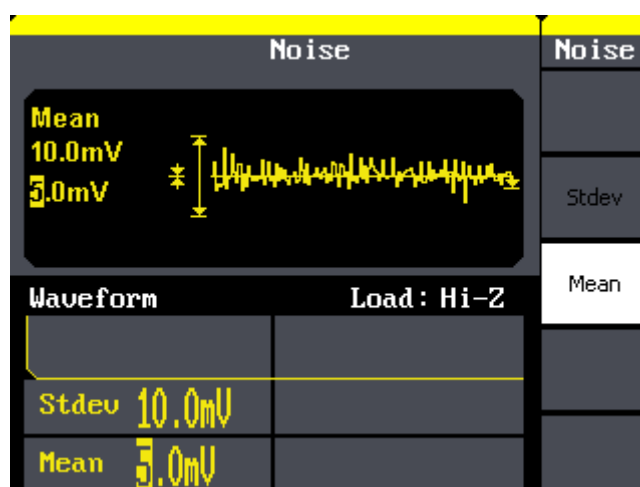 Noise
Noise
Mean
10.0mV
5.0mV
Stdev
Mean
Waveform Load: Hi-Z
Stdev 10.0mV
Mean 5.0mV